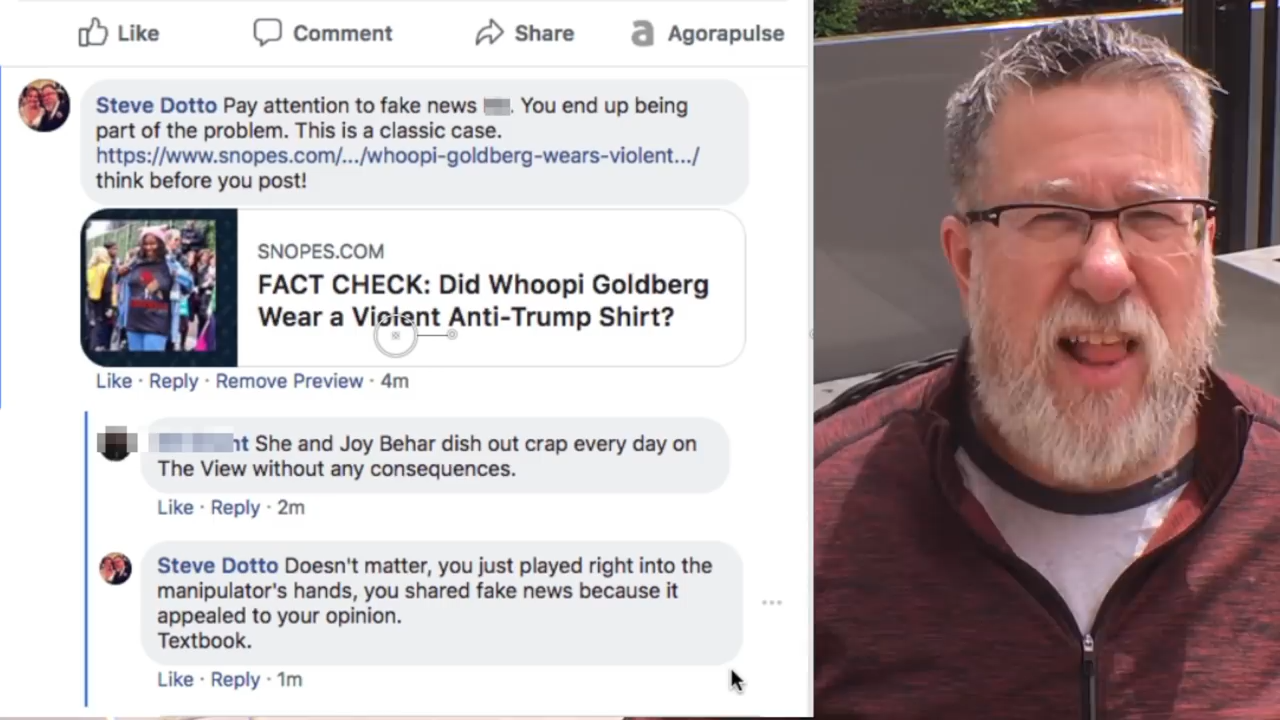 Like
Comment
Share
a Agorapulse
Steve Dotto Pay attention to fake news . You end up being
part of the problem. This is a classic case.
https://www.snopes.com/.../whoopi-goldberg-wears-violent.../
think before you post!
SNOPES.COM
FACT CHECK: Did Whoopi Goldberg
Wear a Violent Anti-Trump Shirt?
Like · Reply · Remove Preview · 4m
She and Joy Behar dish out crap every day on
The View without any consequences.
Like · Reply · 2m
Steve Dotto Doesn't matter, you just played right into the
manipulator's hands, you shared fake news because it
appealed to your opinion.
Textbook.
Like · Reply · 1m